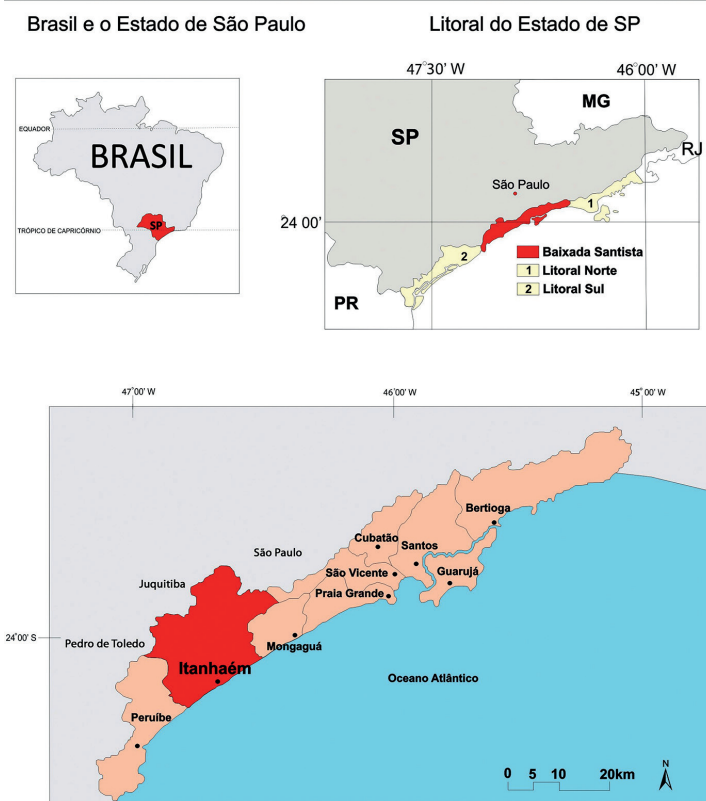 Brasil e o Estado de São Paulo
Litoral do Estado de SP
EQUADOR
BRASIL
SP
TRÓPICO DE CAPRICÓRNIO
47°30' W
46°00' W
MG
SP
RJ
São Paulo
1
24 00'
2
Baixada Santista
1 Litoral Norte
2 Litoral Sul
PR
47°00' W
46°00' W
45°00' W
Bertioga
Cubatão
Santos
São Paulo
São Vicente
Guarujá
Juquitiba
Praia Grande
24°00' S
Pedro de Toledo
Mongaguá
Itanhaém
Oceano Atlântico
Peruíbe
N
0 5 10 20km